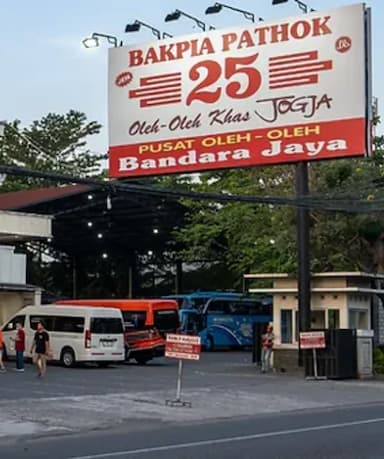 BAKPIA PATHOK
25
Oleh-Oleh Khas JOGJA
PUSAT OLEH-OLEH
Bandara Jaya